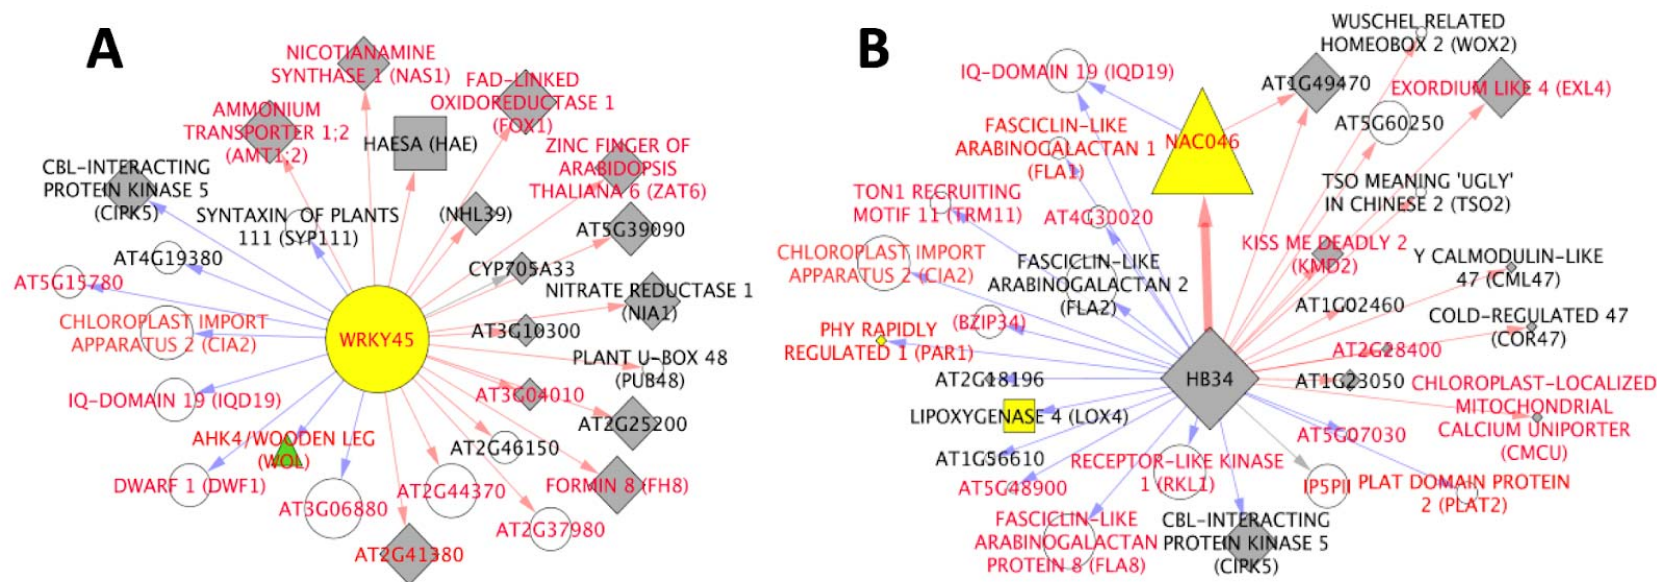 A
NICOTIANAMINE
SYNTHASE 1 (NAS1)
FAD-LINKED
OXIDOREDUCTASE 1
(FOX1)
AMMONIUM
TRANSPORTER 1;2
(AMT1;2)
HAESA (HAE)
ZINC FINGER OF
ARABIDOPSIS
THALIANA 6 (ZAT6)
CBL-INTERACTING
PROTEIN KINASE 5
(CIPK5)
SYNTAXIN OF PLANTS
111 (SYP111)
(NHL39)
AT5G39090
AT4G19380
CYP705A33
AT5G15780
NITRATE REDUCTASE 1
(NIA1)
CHLOROPLAST IMPORT
APPARATUS 2 (CIA2)
WRKY45
AT3G10300
PLANT U-BOX 48
(PUB48)
IQ-DOMAIN 19 (IQD19)
AT3G04010
AT2G25200
AHK4/WOODEN LEG
(WOL)
AT2G46150
DWARF 1 (DWF1)
AT3G06880
AT2G44370
FORMIN 8 (FH8)
AT2G37980
AT2G41380
B
WUSCHEL RELATED
HOMEOBOX 2 (WOX2)
IQ-DOMAIN 19 (IQD19)
AT1G49470
EXORDIUM LIKE 4 (EXL4)
FASCICLIN-LIKE
ARABINOGALACTAN 1
(FLA1)
NAC046
AT5G60250
TON1 RECRUITING
MOTIF 11 (TRM11)
AT4G30020
TSO MEANING 'UGLY'
IN CHINESE 2 (TSO2)
CHLOROPLAST IMPORT
APPARATUS 2 (CIA2)
FASCICLIN-LIKE
ARABINOGALACTAN 2
(FLA2)
KISS ME DEADLY 2
(KMD2)
Y CALMODULIN-LIKE
47 (CML47)
AT1G02460
COLD-REGULATED 47
(COR47)
(BZIP34)
PHY RAPIDLY
REGULATED 1 (PAR1)
AT2G28400
AT2G18196
HB34
AT1G23050
CHLOROPLAST-LOCALIZED
MITOCHONDRIAL
CALCIUM UNIPORTER
(CMCU)
LIPOXYGENASE 4 (LOX4)
AT5G07030
AT1G56610
RECEPTOR-LIKE KINASE
1 (RKL1)
AT5G48900
IP5PII
PLAT DOMAIN PROTEIN
2 (PLAT2)
FASCICLIN-LIKE
ARABINOGALACTAN
PROTEIN 8 (FLA8)
CBL-INTERACTING
PROTEIN KINASE 5
(CIPK5)